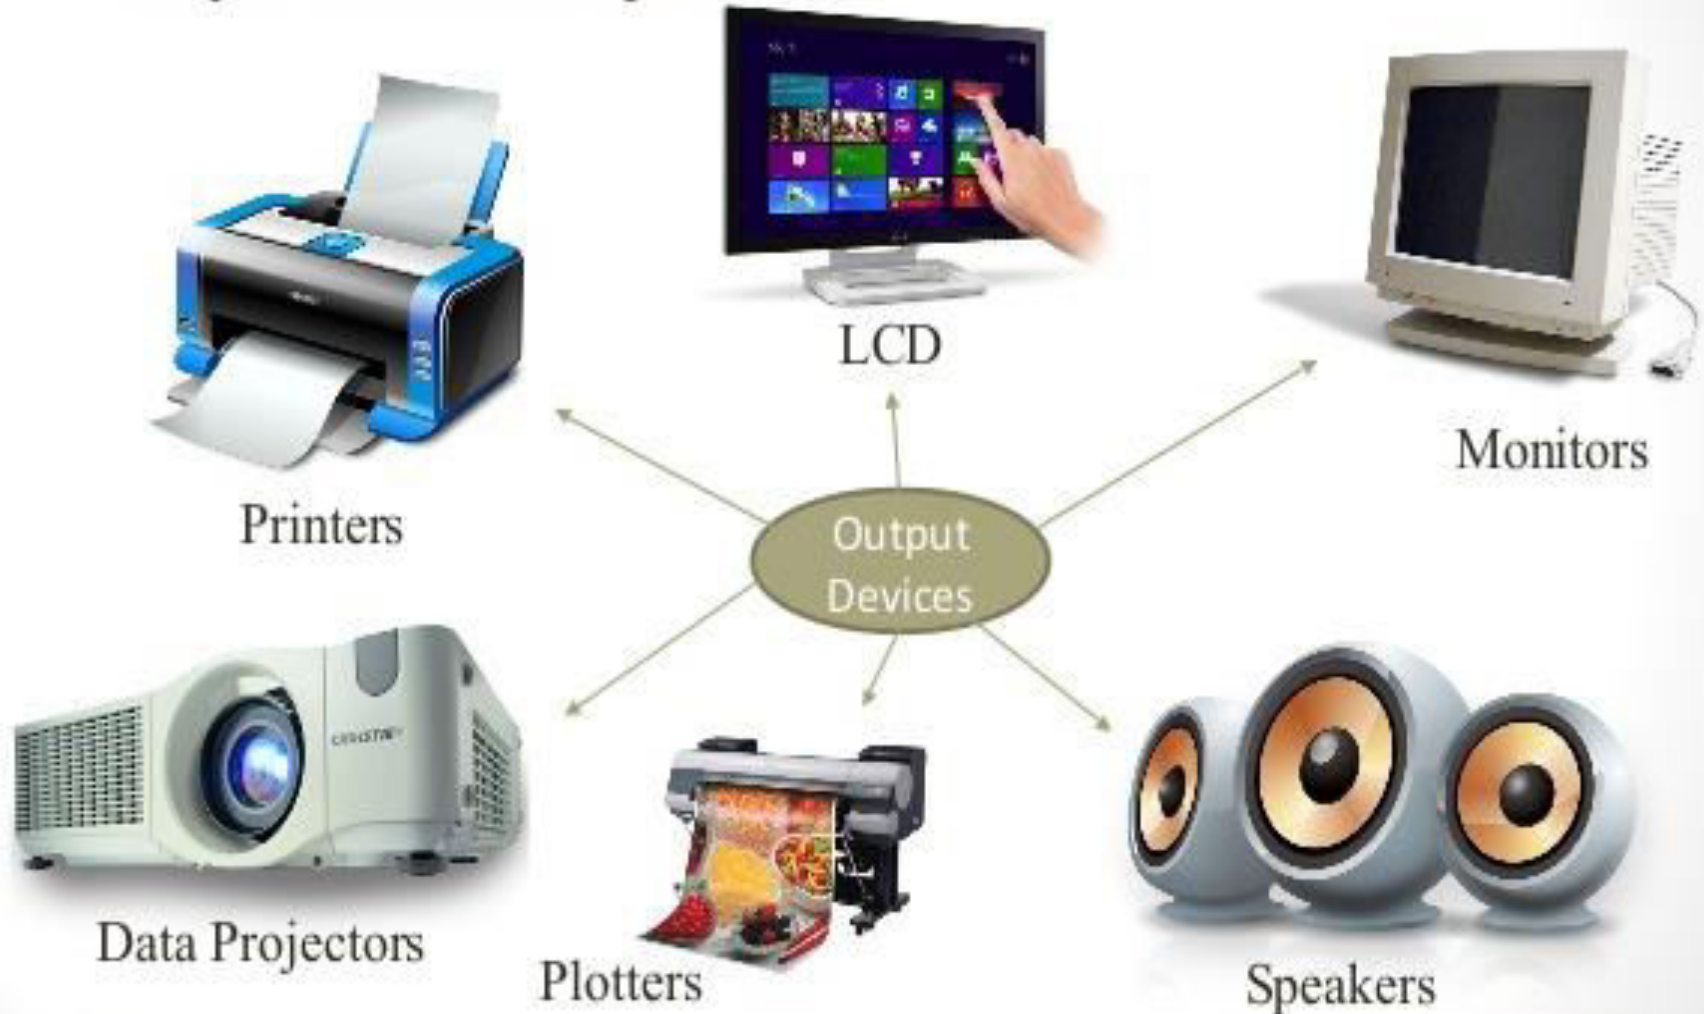 LCD
Monitors
Printers
Output
Devices
Data Projectors
Plotters
Speakers